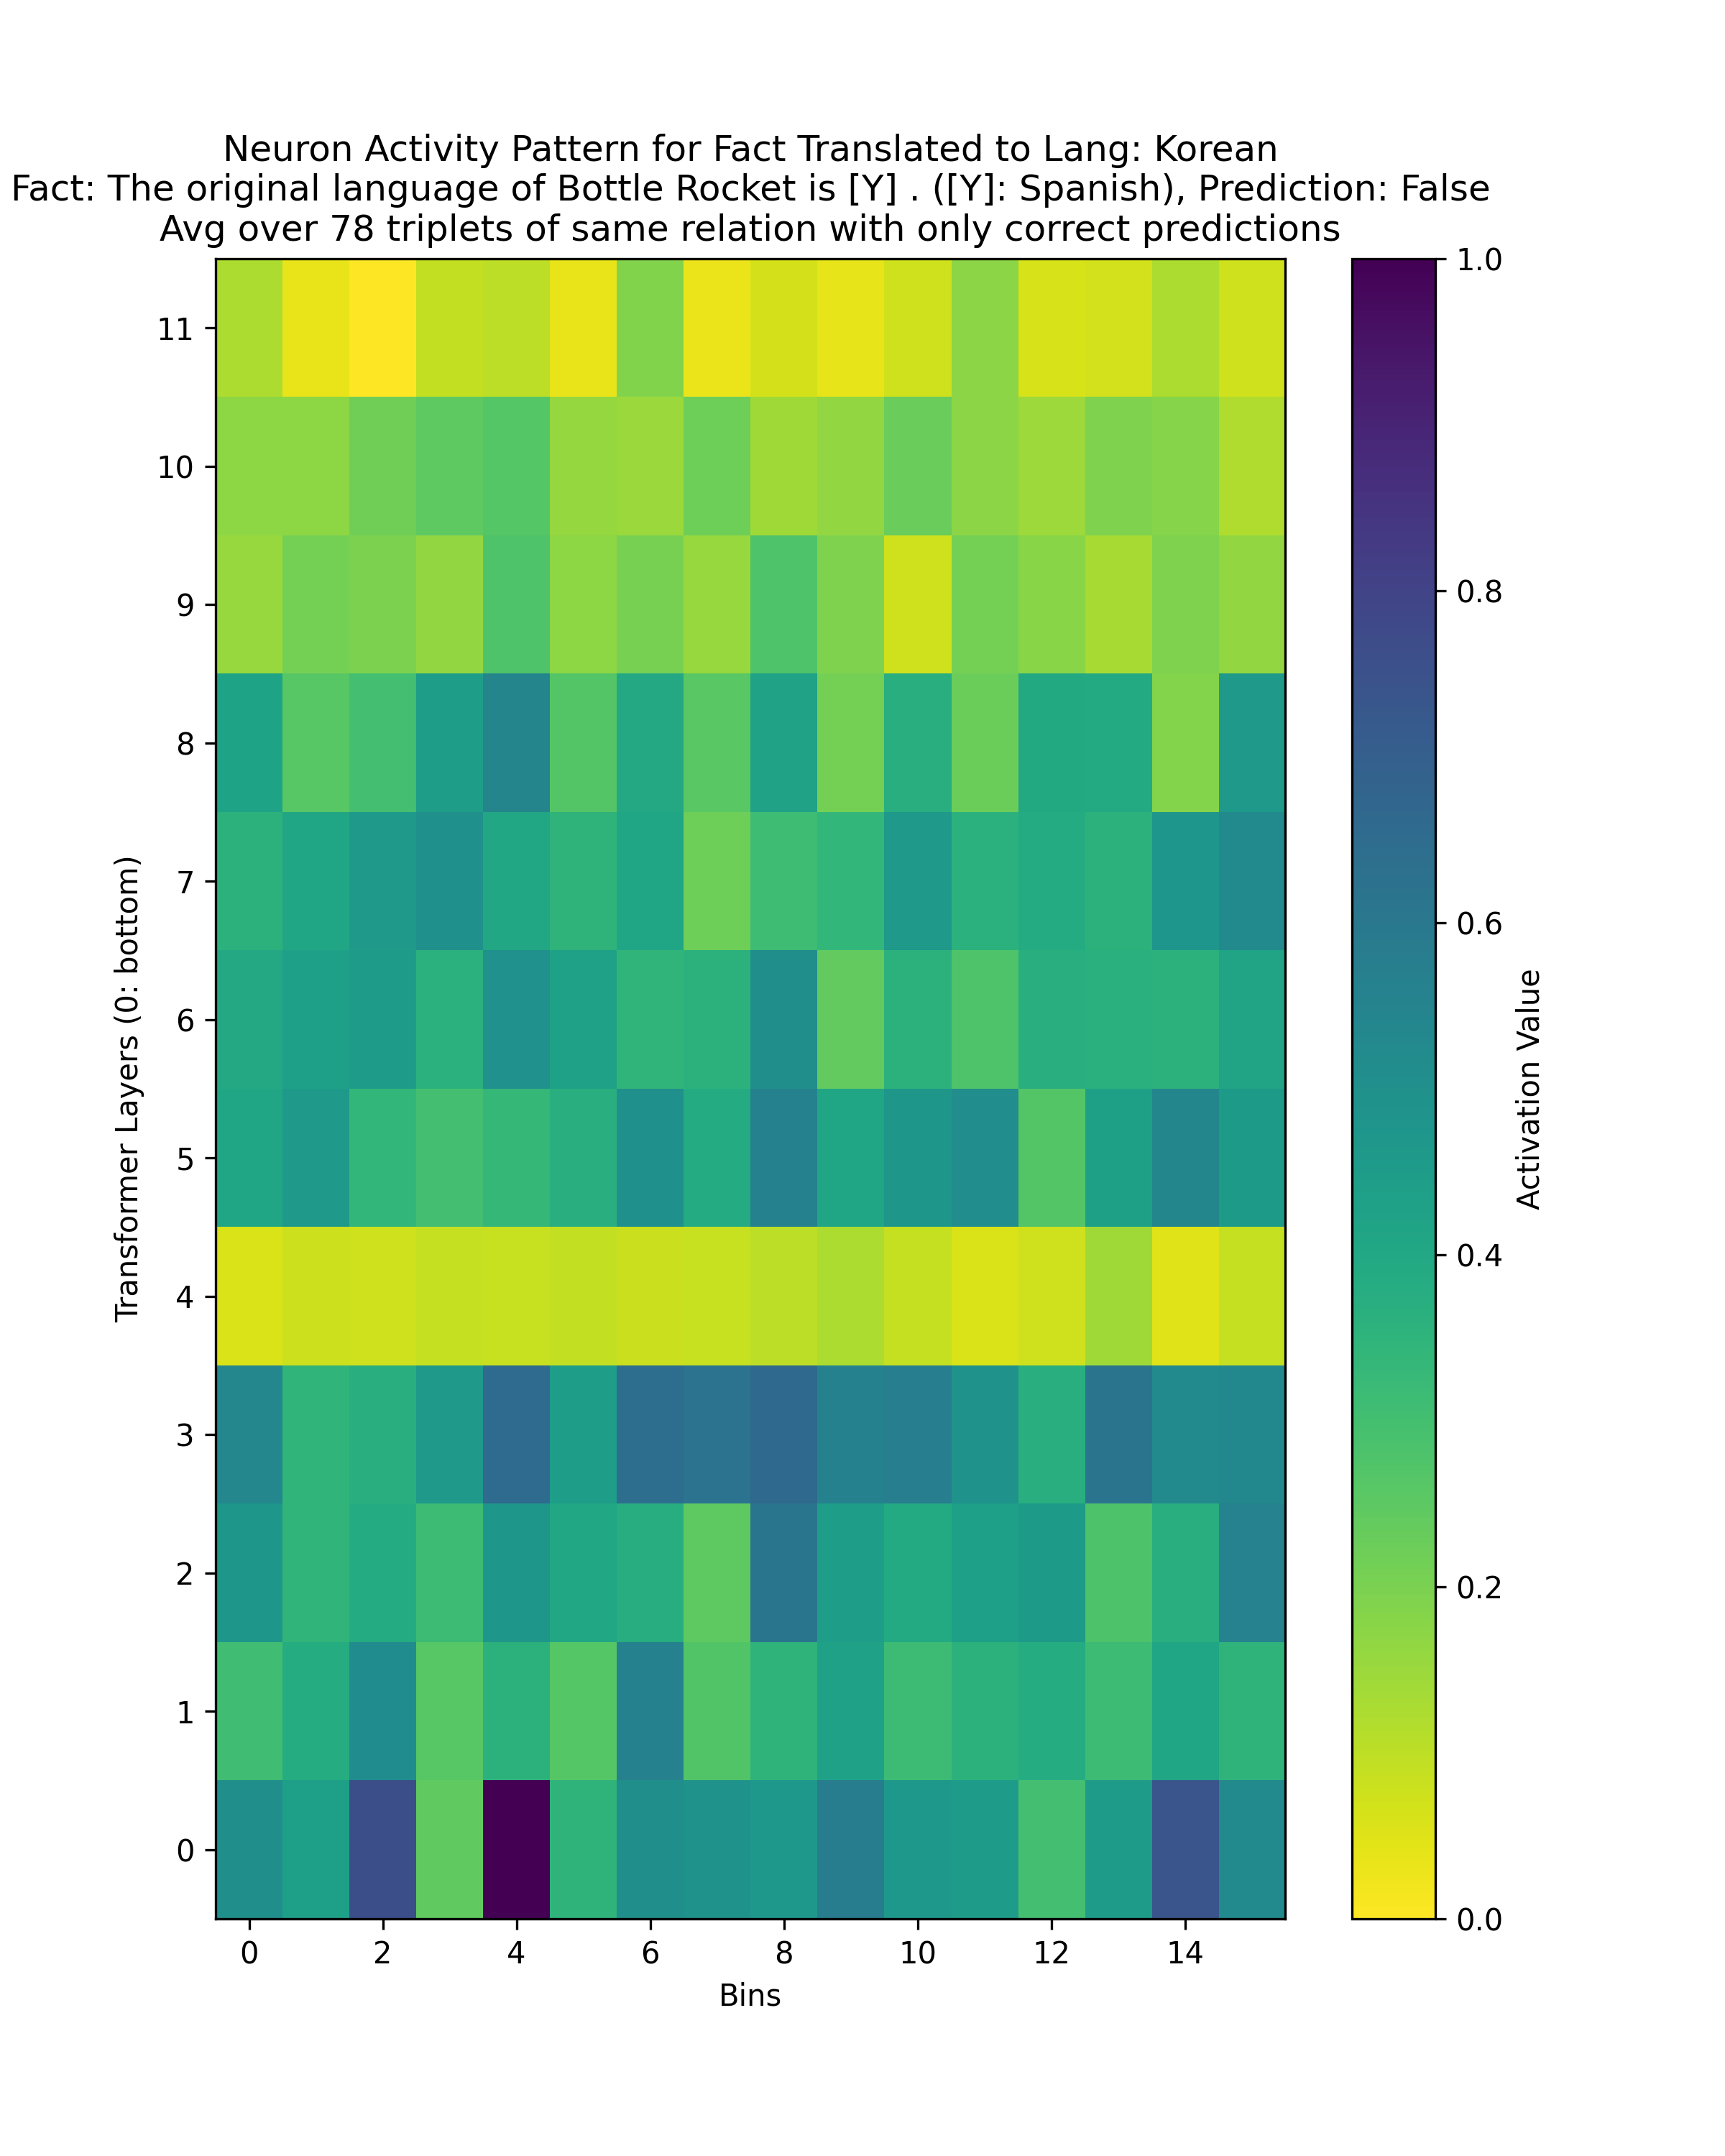 Neuron Activity Pattern for Fact Translated to Lang: Korean
Fact: The original language of Bottle Rocket is [Y] . ([Y]: Spanish), Prediction: False
Avg over 78 triplets of same relation with only correct predictions
11
10
9
8
7
6
5
4
3
2
1
0
Transformer Layers (0: bottom)
0 2 4 6 8 10 12 14
Bins
1.0
0.8
0.6
0.4
0.2
0.0
Activation Value